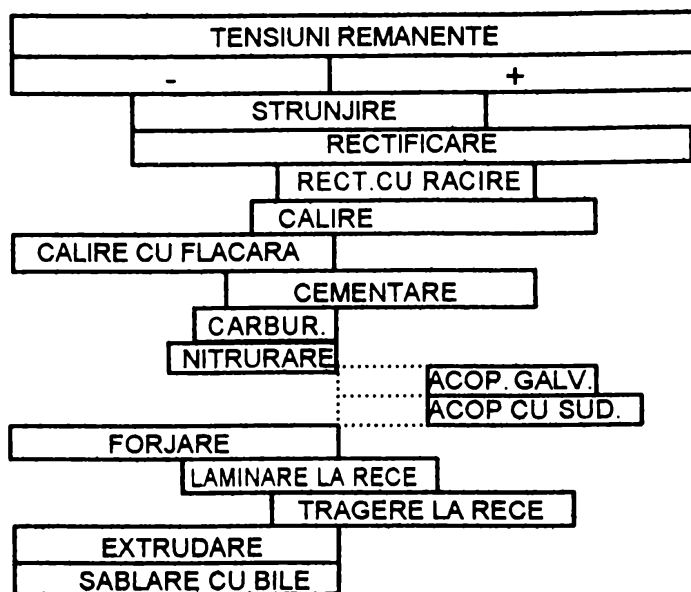 TENSIUNI REMANENTE
- +
STRUNJIRE
RECTIFICARE
RECT.CU RACIRE
CALIRE
CALIRE CU FLACARA
CEMENTARE
CARBUR.
NITRURARE
ACOP. GALV.
ACOP CU SUD.
FORJARE
LAMINARE LA RECE
TRAGERE LA RECE
EXTRUDARE
SABLARE CU BILE